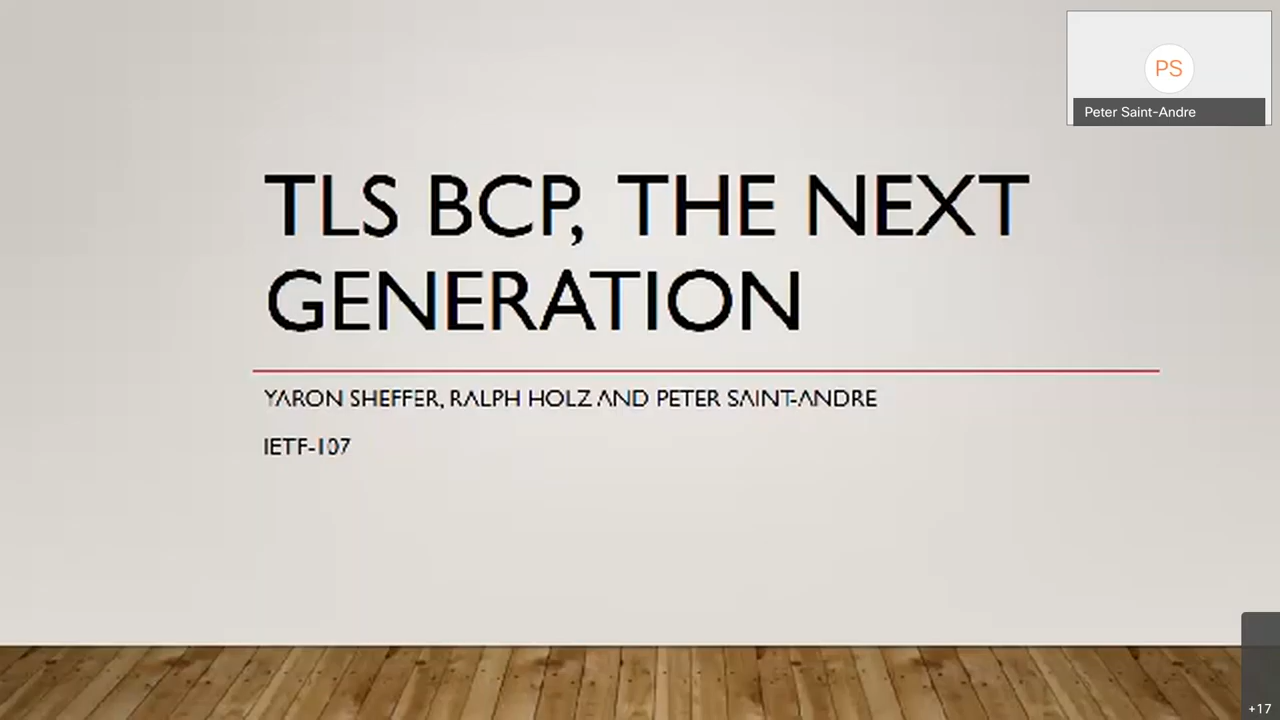 PS
Peter Saint-Andre
TLS BCP, THE NEXT
GENERATION
YARON SHEFFER, RALPH HOLZ AND PETER SAINT-ANDRE
IETF-107
+17